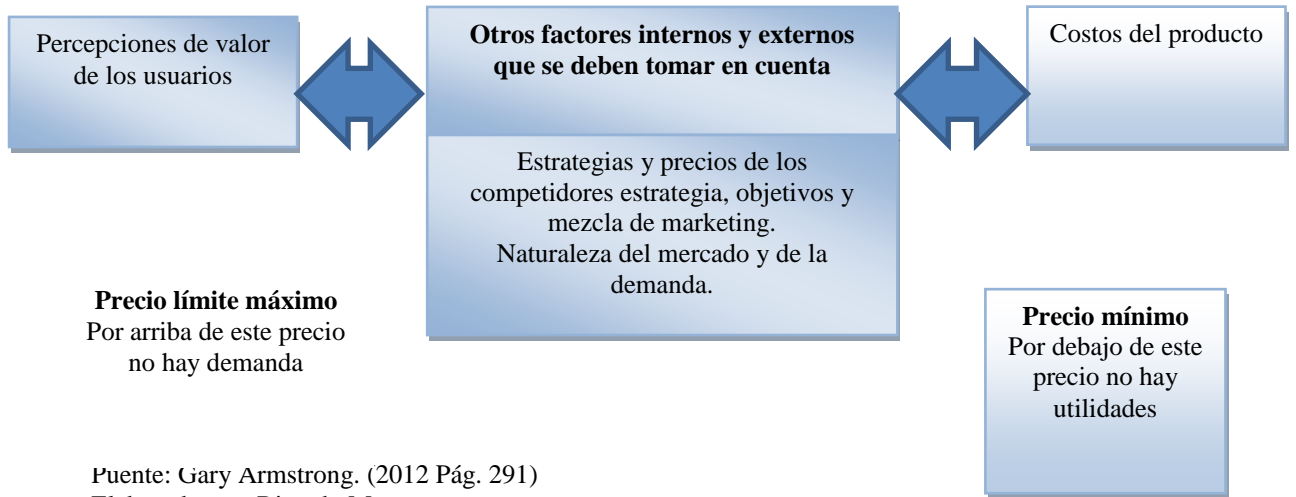 Percepciones de valor
de los usuarios
Otros factores internos y externos
que se deben tomar en cuenta
Costos del producto
Estrategias y precios de los
competidores estrategia, objetivos y
mezcla de marketing.
Naturaleza del mercado y de la
demanda.
Precio límite máximo
Por arriba de este precio
no hay demanda
Precio mínimo
Por debajo de este
precio no hay
utilidades
Gary Armstrong. (2012 Pág. 291)